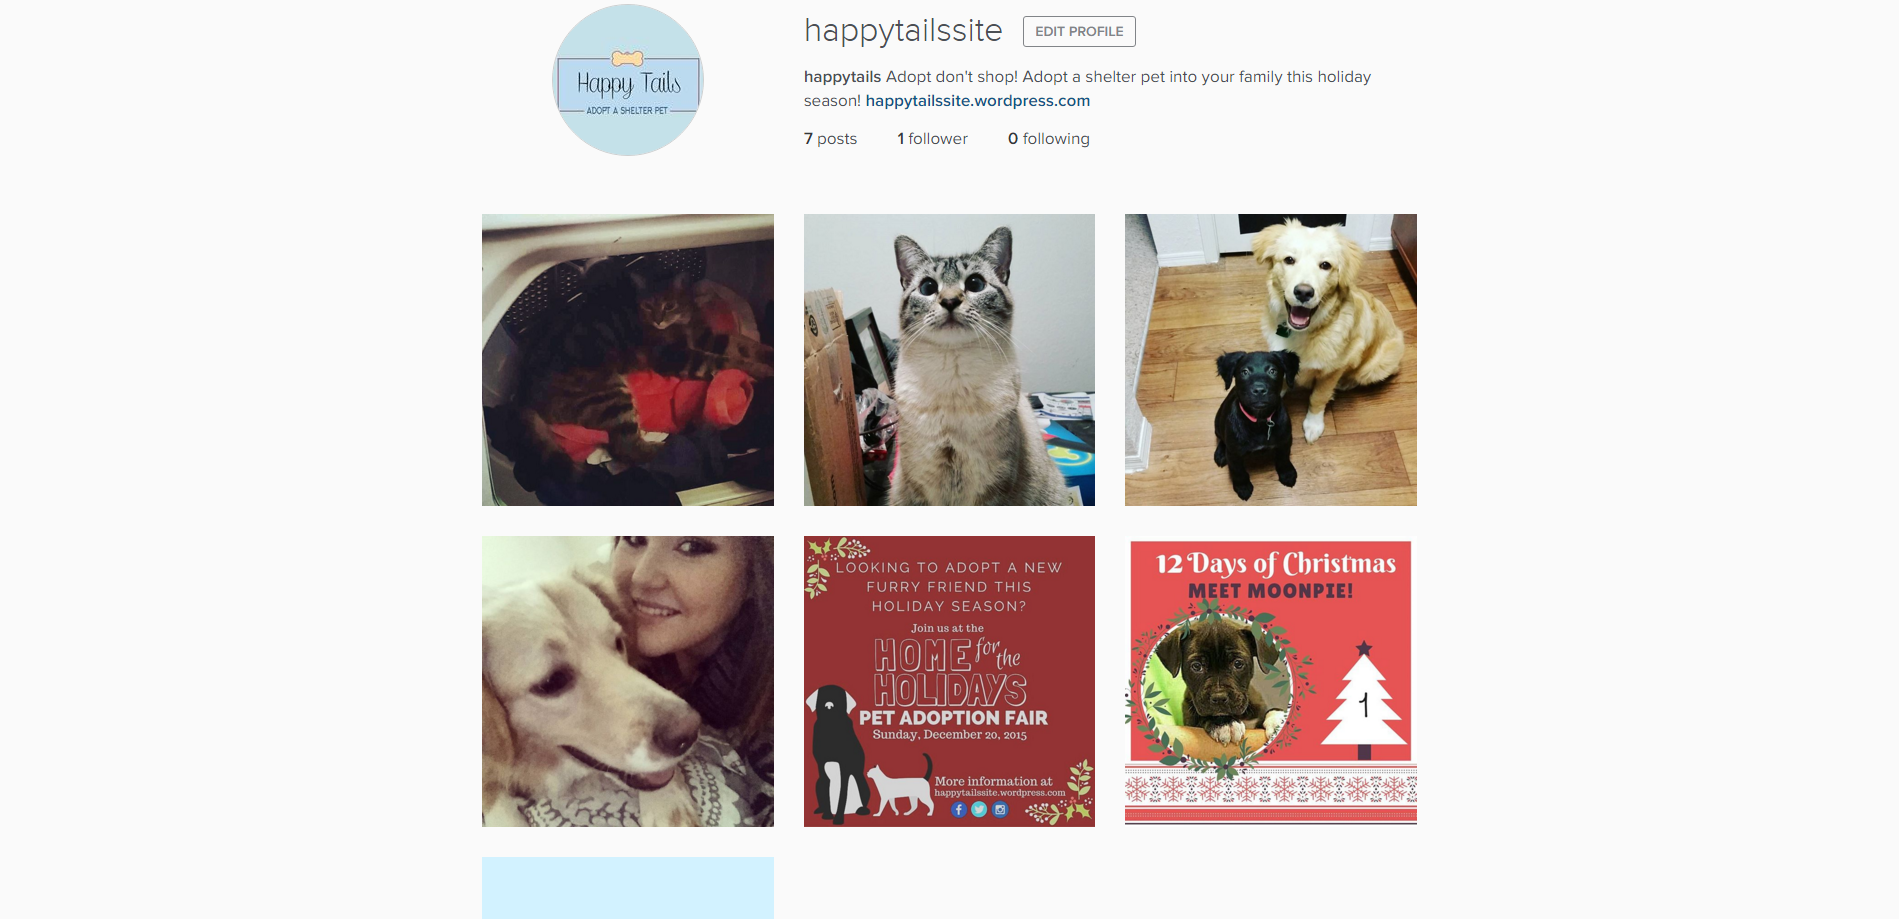 Happy Tails
ADOPT A SHELTER PET
happytailssite
EDIT PROFILE
happytails Adopt don't shop! Adopt a shelter pet into your family this holiday
season! happytailssite.wordpress.com
7 posts 1 follower 0 following
LOOKING TO ADOPT A NEW
FURRY FRIEND THIS
HOLIDAY SEASON?
Join us at the
HOME for the
HOLIDAYS
PET ADOPTION FAIR
Sunday, December 20, 2015
More information at
happytailssite.wordpress.com
12 Days of Christmas
MEET MOONPIE!
1